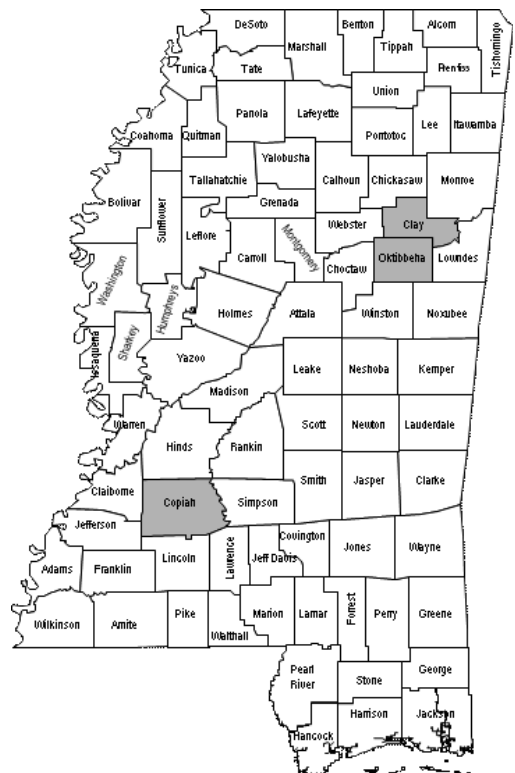 DeSoto
Benton
Alcorn
Marshall
Tippah
Tishomingo
Prentiss
Tunica
Tate
Union
Panola
Lafeyette
Lee
Itawamba
Coahoma
Quitman
Pontotoc
Yalobusha
Tallahatchie
Calhoun
Chickasaw
Monroe
Bolivar
Sunflower
Grenada
Leflore
Webster
Clay
Montgomery
Carroll
Oktibbeha
Lowndes
Choctaw
Washington
Humphreys
Holmes
Attala
Winston
Noxubee
Issaquena
Sharkey
Yazoo
Leake
Neshoba
Kemper
Madison
Warren
Scott
Newton
Lauderdale
Hinds
Rankin
Smith
Jasper
Clarke
Claiborne
Copiah
Simpson
Jefferson
Covington
Jones
Wayne
Lincoln
Lawrence
Jeff Davis
Adams
Franklin
Wilkinson
Amite
Pike
Walthall
Marion
Lamar
Forrest
Perry
Greene
Pearl
River
Stone
George
Hancock
Harrison
Jackson